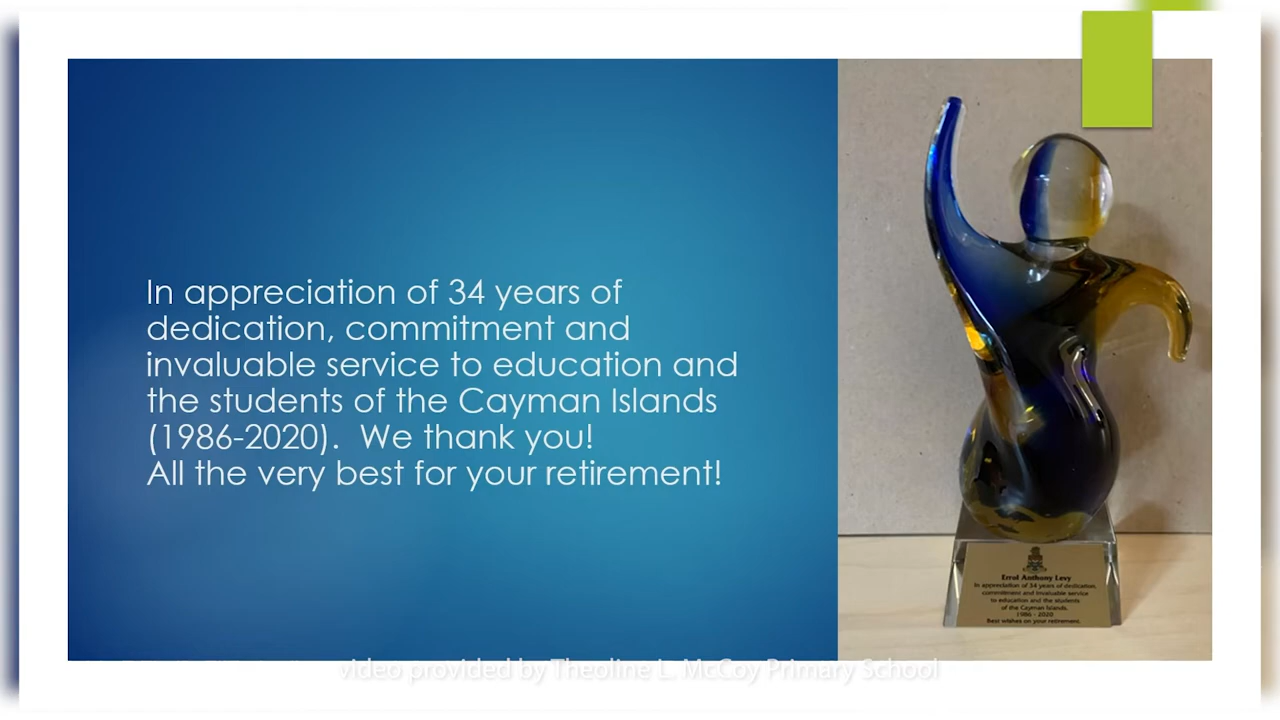 In appreciation of 34 years of
dedication, commitment and
invaluable service to education and
the students of the Cayman Islands
(1986-2020).  We thank you!
All the very best for your retirement!
Errol Anthony Levy
In appreciation of 34 years of dedication,
commitment and invaluable service
to education and the students
of the Cayman Islands.
1986 - 2020
Best wishes on your retirement.
video provided by Theoline L. McCoy Primary School